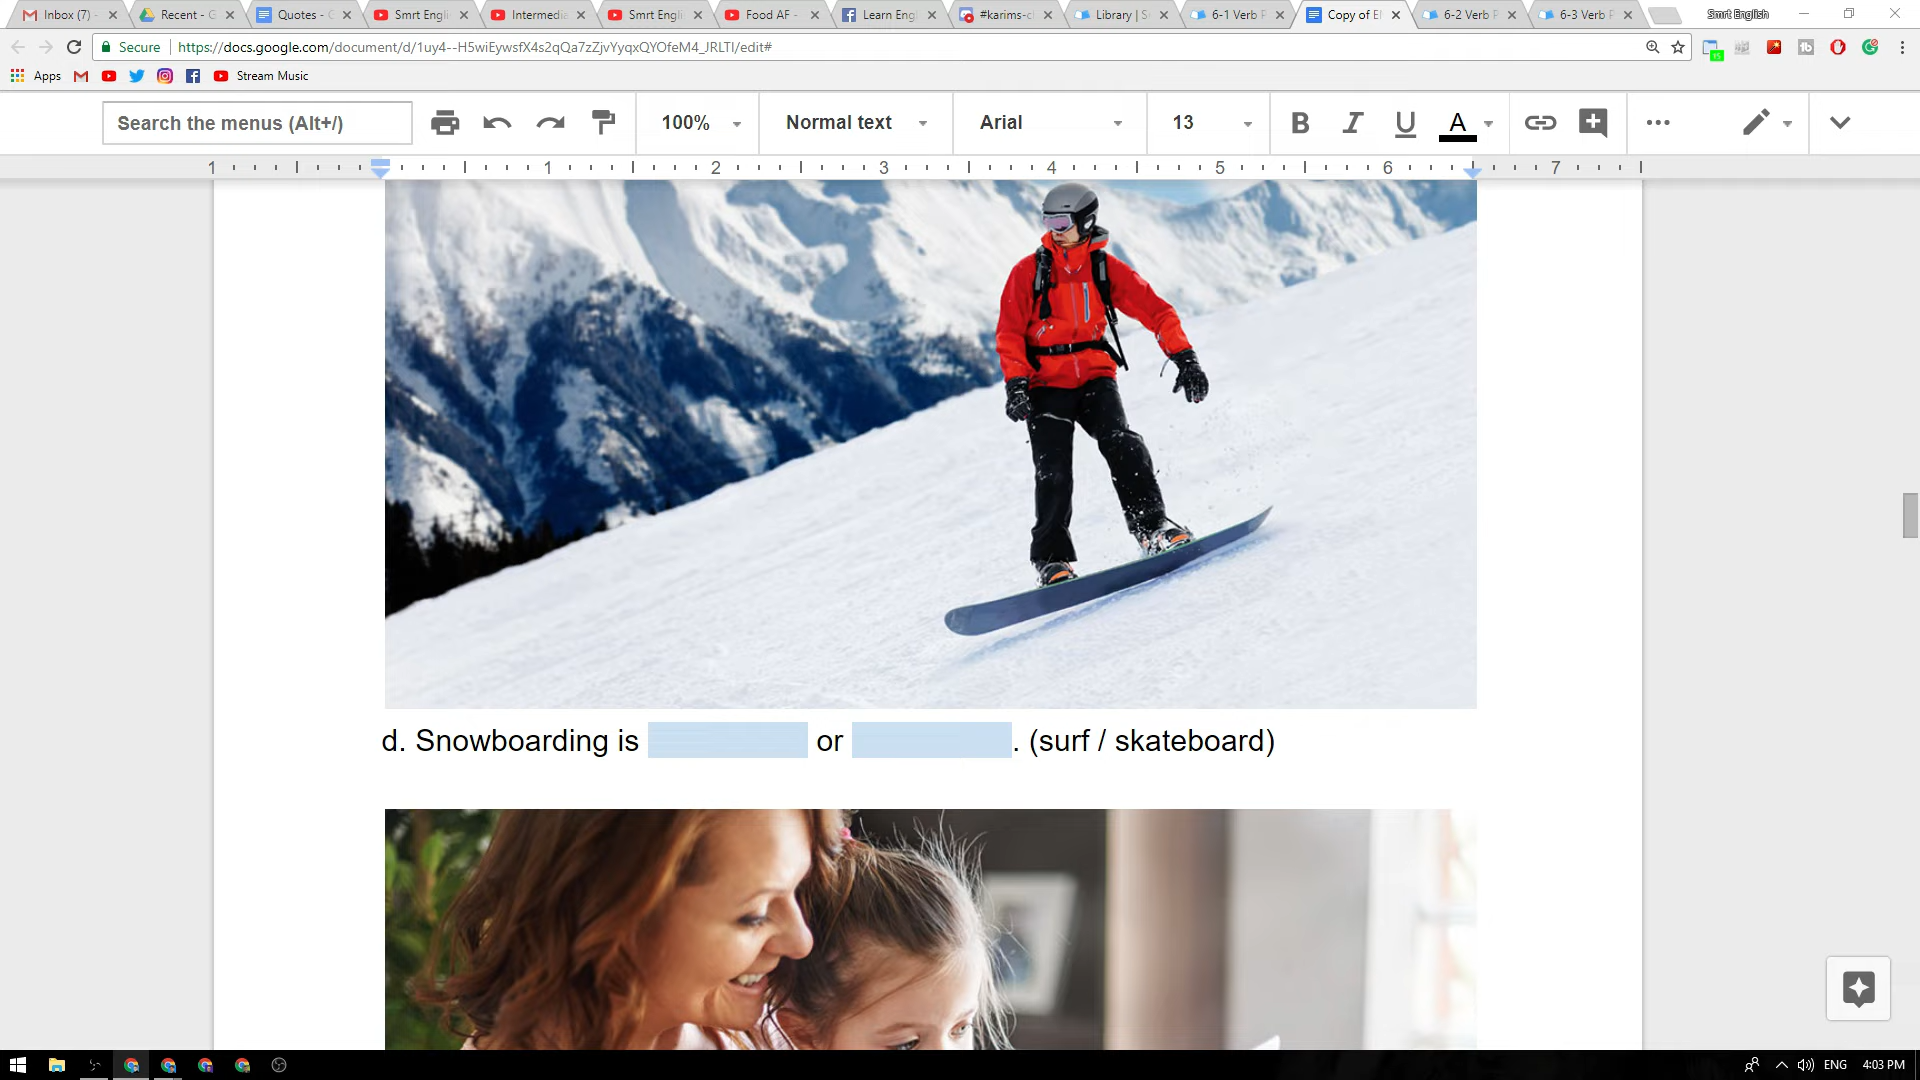 Inbox (7) -
Recent - G
Quotes - G
Smrt Engli
Intermedia
Smrt Engli
Food AF -
Learn Engl
#karims-cl
Library | S
6-1 Verb P
Copy of El
6-2 Verb P
6-3 Verb P
Smrt English
Secure
https://docs.google.com/document/d/1uy4--H5wiEywsfX4s2qQa7zZjvYyqxQYOfeM4_JRLTI/edit#
Apps
Stream Music
Search the menus (Alt+/)
100%
Normal text
Arial
13
B I U A
1 1 2 3 4 5 6 7
d. Snowboarding is or . (surf / skateboard)
ENG
4:03 PM